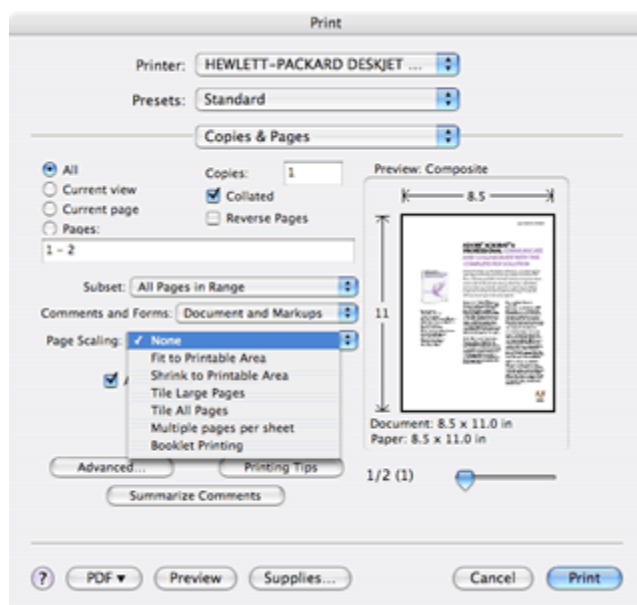 Print
Printer: HEWLETT-PACKARD DESKJET ...
Presets: Standard
Copies & Pages
All
Current view
Current page
Pages:
1 - 2
Copies: 1
Collated
Reverse Pages
Subset: All Pages in Range
Comments and Forms: Document and Markups
Page Scaling: ✓ None
Fit to Printable Area
Shrink to Printable Area
Tile Large Pages
Tile All Pages
Multiple pages per sheet
Booklet Printing
Advanced...
Printing Tips
Summarize Comments
Preview: Composite
8.5
11
Document: 8.5 x 11.0 in
Paper: 8.5 x 11.0 in
1/2 (1)
? PDF ▼ Preview Supplies... Cancel Print